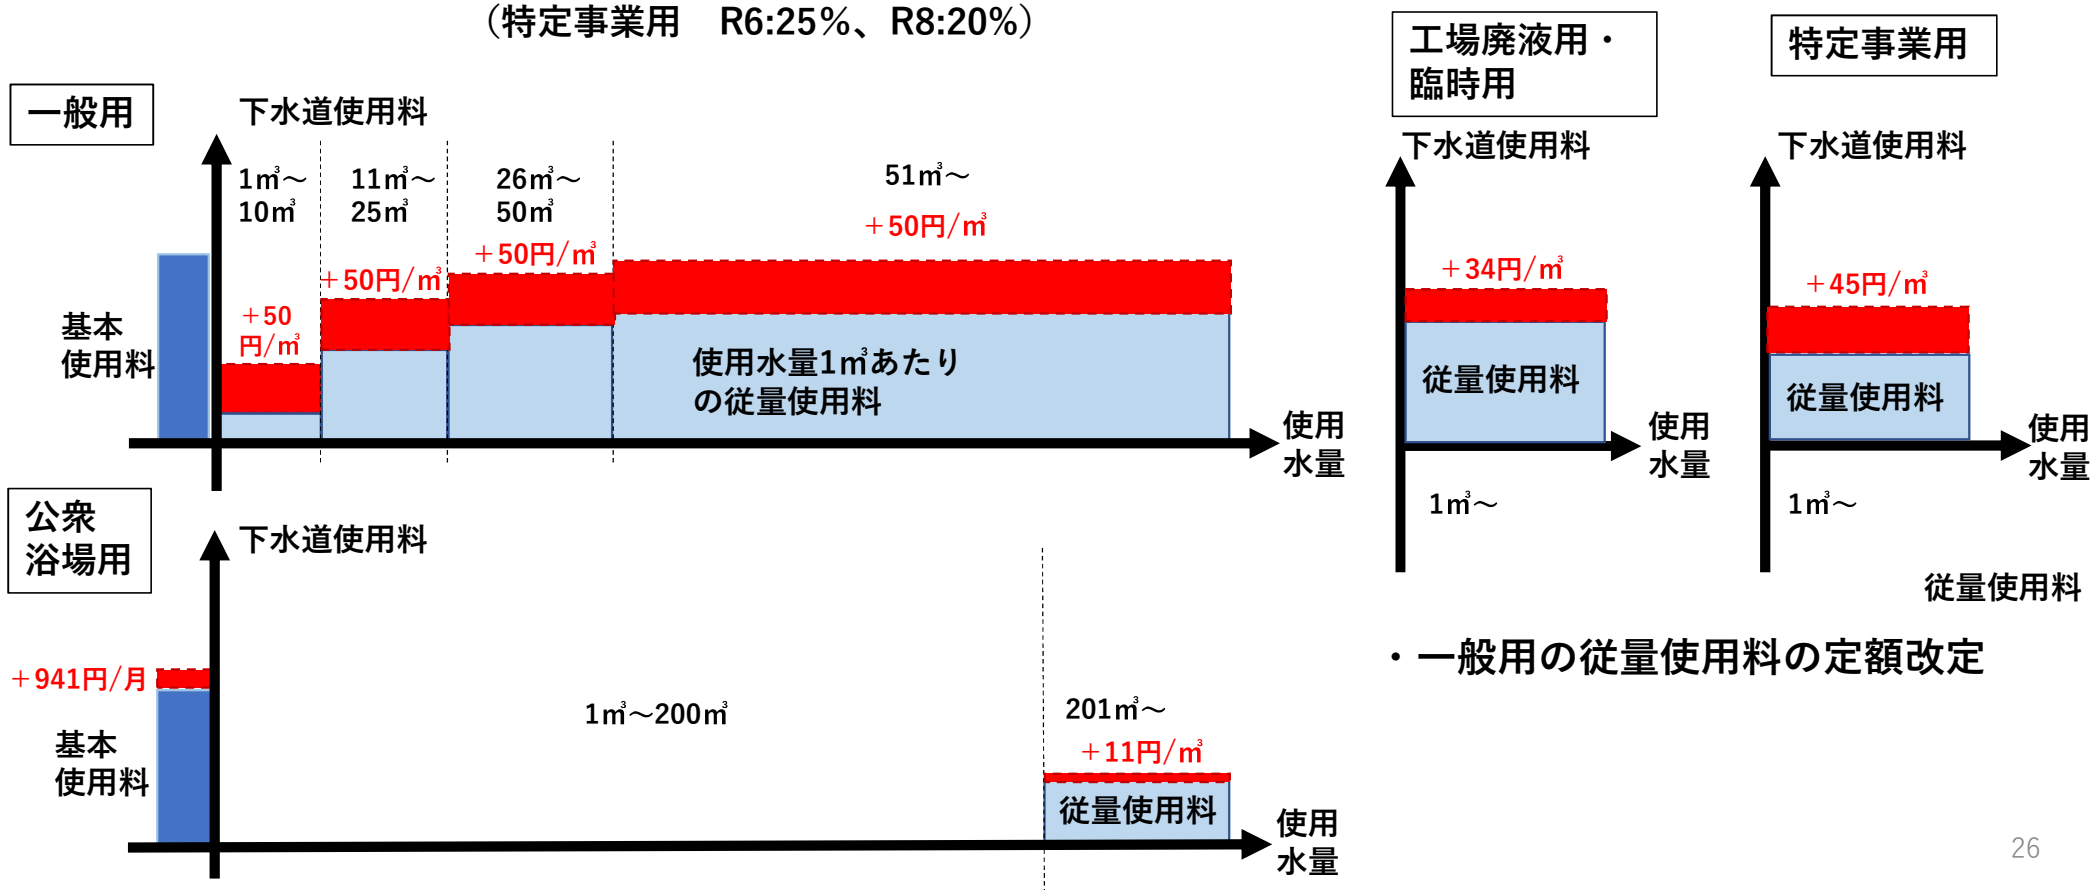 （特定事業用　R6:25%、R8:20%）
一般用
下水道使用料
1㎥～
10㎥
11㎥～
25㎥
26㎥～
50㎥
51㎥～
＋50
円/㎥
＋50円/㎥
＋50円/㎥
＋50円/㎥
基本
使用料
使用水量1㎥あたり
の従量使用料
使用
水量
工場廃液用・
臨時用
下水道使用料
＋34円/㎥
従量使用料
使用
水量
1㎥～
特定事業用
下水道使用料
＋45円/㎥
従量使用料
使用
水量
1㎥～
公衆
浴場用
下水道使用料
＋941円/月
基本
使用料
1㎥～200㎥
201㎥～
＋11円/㎥
従量使用料
使用
水量
従量使用料
・一般用の従量使用料の定額改定
26